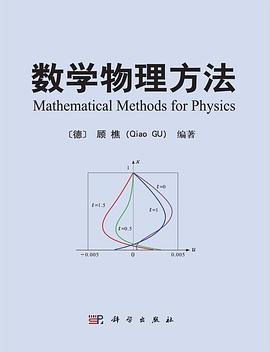 数学物理方法
Mathematical Methods for Physics
〔德〕 顾 樵 (Qiao GU) 编著
x
1
t=0
t=1.5
t=1
t=0.5
-0.005
0
0.005
u
科学出版社